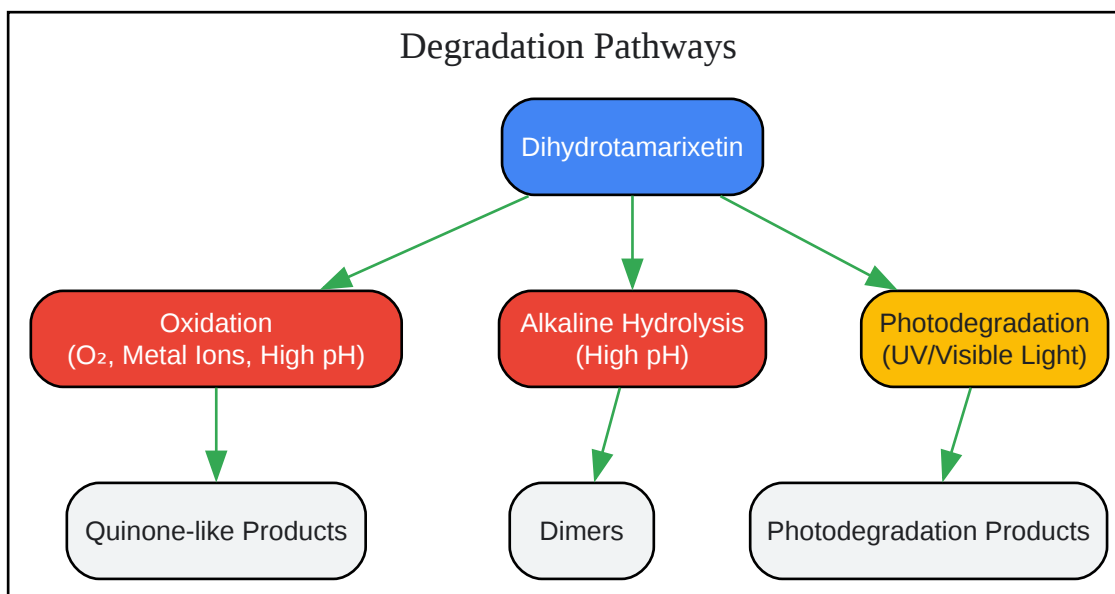 Degradation Pathways
Dihydrotamarixetin
Oxidation
(O₂, Metal Ions, High pH)
Alkaline Hydrolysis
(High pH)
Photodegradation
(UV/Visible Light)
Quinone-like Products
Dimers
Photodegradation Products